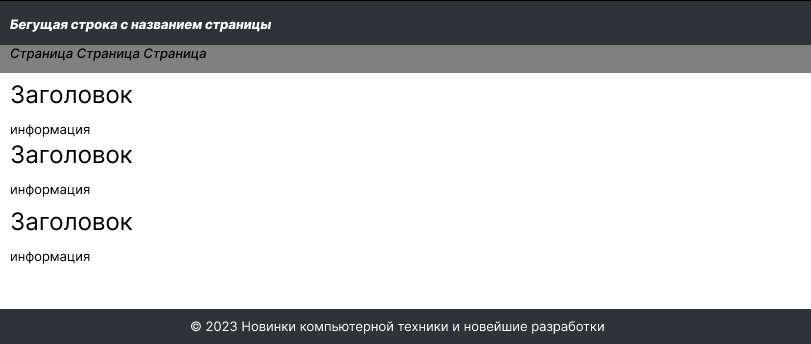 Бегущая строка с названием страницы
Страница Страница Страница
Заголовок
информация
Заголовок
информация
Заголовок
информация
© 2023 Новинки компьютерной техники и новейшие разработки